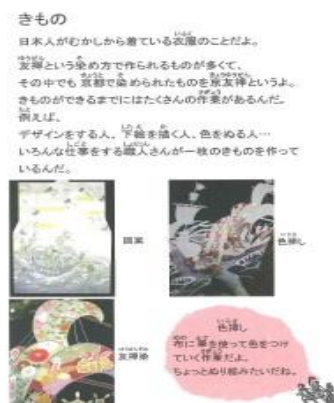 きもの
日本人がむかしから着ている衣服のことだよ。
友禅という染め方で作られるものが多くて、
その中でも京都で染められたものを京友禅というよ。
きものができるまでにはたくさんの作業があるんだ。
例えば、
デザインをする人、下絵を描く人、色をぬる人…
いろんな仕事をする職人さんが一枚のきものを作って
いるんだ。
図案
色挿し
友禅染
色挿し
布に筆を使って色をつけ
ていく作業だよ。
ちょっとぬり絵みたいだね。